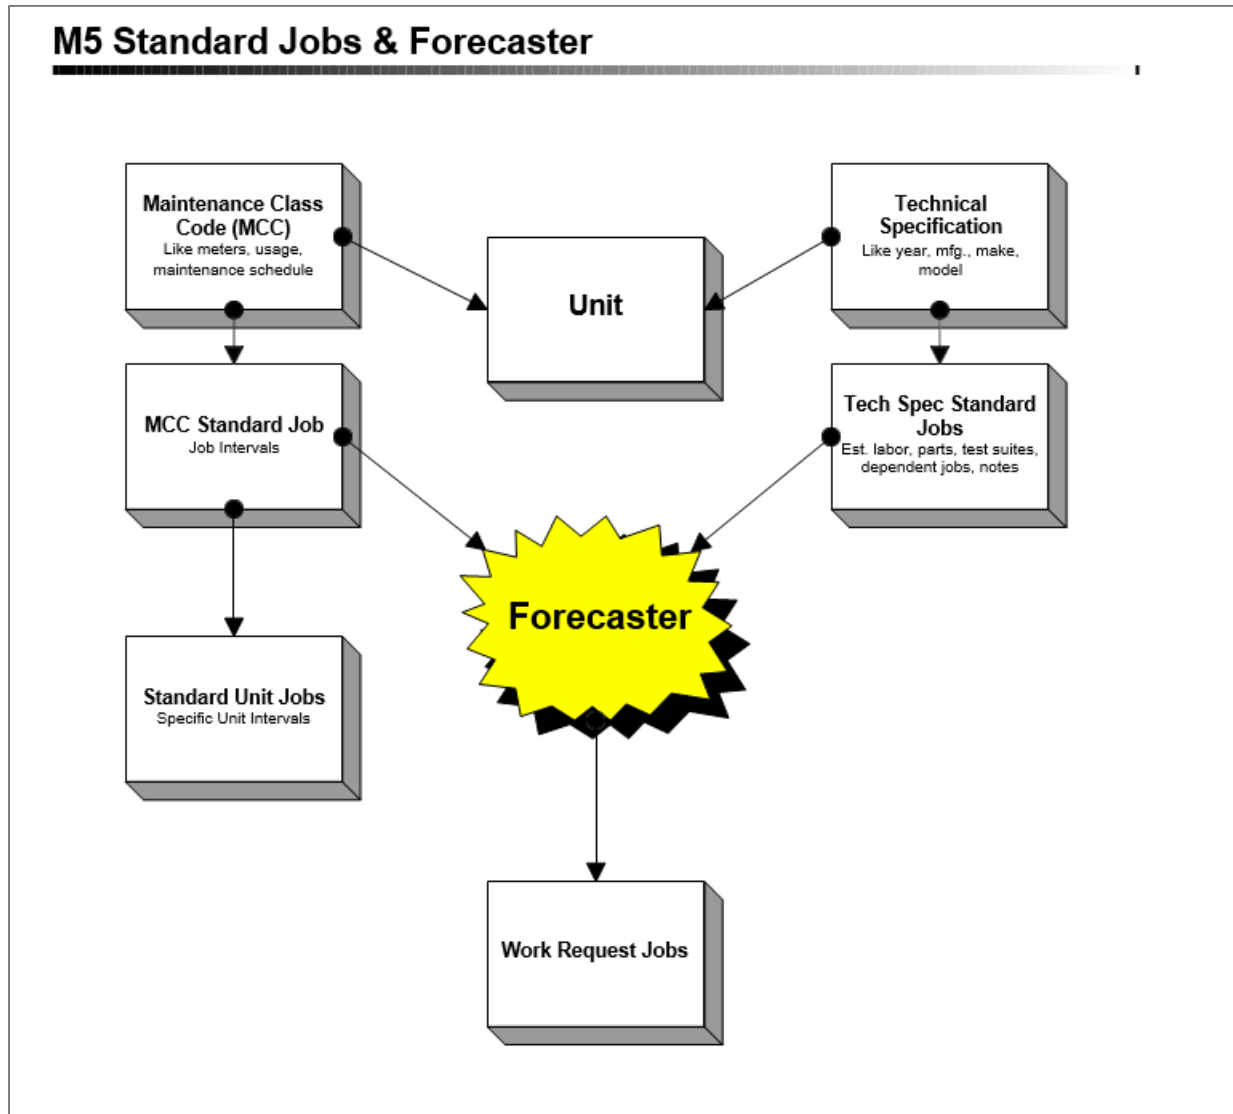 M5 Standard Jobs & Forecaster
Maintenance Class
Code (MCC)
Like meters, usage,
maintenance schedule
Technical
Specification
Like year, mfg., make,
model
Unit
MCC Standard Job
Job Intervals
Tech Spec Standard
Jobs
Est. labor, parts, test suites,
dependent jobs, notes
Forecaster
Standard Unit Jobs
Specific Unit Intervals
Work Request Jobs